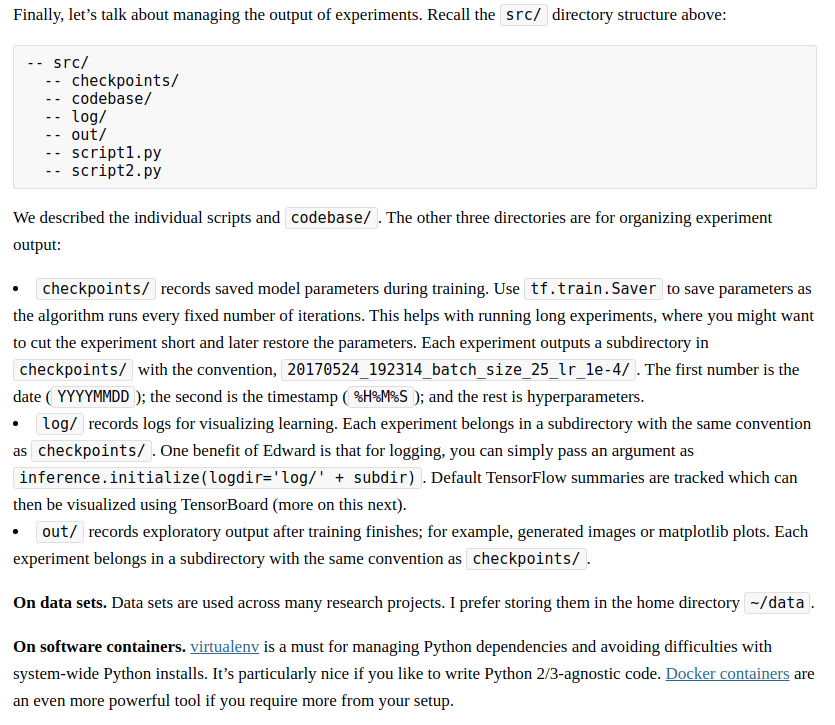 Finally, let’s talk about managing the output of experiments. Recall the src/ directory structure above:
-- src/
-- checkpoints/
-- codebase/
-- log/
-- out/
-- script1.py
-- script2.py
We described the individual scripts and codebase/. The other three directories are for organizing experiment
output:
• checkpoints/ records saved model parameters during training. Use tf.train.Saver to save parameters as
the algorithm runs every fixed number of iterations. This helps with running long experiments, where you might want
to cut the experiment short and later restore the parameters. Each experiment outputs a subdirectory in
checkpoints/ with the convention, 20170524_192314_batch_size_25_lr_1e-4/. The first number is the
date (YYYYMMDD); the second is the timestamp (%H%M%S); and the rest is hyperparameters.
• log/ records logs for visualizing learning. Each experiment belongs in a subdirectory with the same convention
as checkpoints/. One benefit of Edward is that for logging, you can simply pass an argument as
inference.initialize(logdir='log/' + subdir). Default TensorFlow summaries are tracked which can
then be visualized using TensorBoard (more on this next).
• out/ records exploratory output after training finishes; for example, generated images or matplotlib plots. Each
experiment belongs in a subdirectory with the same convention as checkpoints/.
On data sets. Data sets are used across many research projects. I prefer storing them in the home directory ~/data.
On software containers. virtualenv is a must for managing Python dependencies and avoiding difficulties with
system-wide Python installs. It’s particularly nice if you like to write Python 2/3-agnostic code. Docker containers are
an even more powerful tool if you require more from your setup.